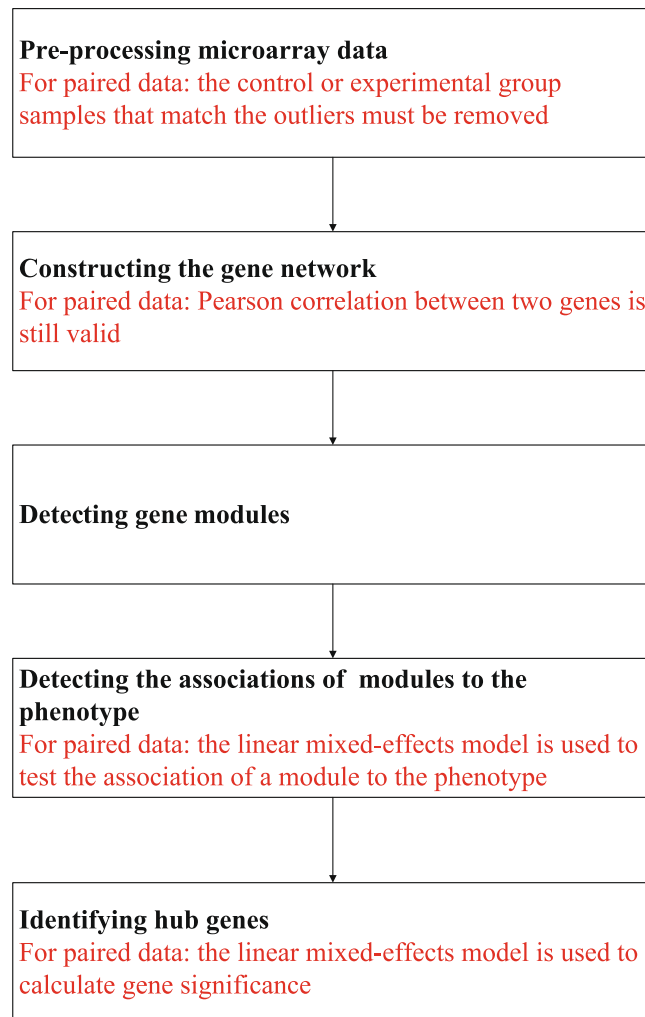 Pre-processing microarray data
For paired data: the control or experimental group
samples that match the outliers must be removed
Constructing the gene network
For paired data: Pearson correlation between two genes is
still valid
Detecting gene modules
Detecting the associations of modules to the
phenotype
For paired data: the linear mixed-effects model is used to
test the association of a module to the phenotype
Identifying hub genes
For paired data: the linear mixed-effects model is used to
calculate gene significance